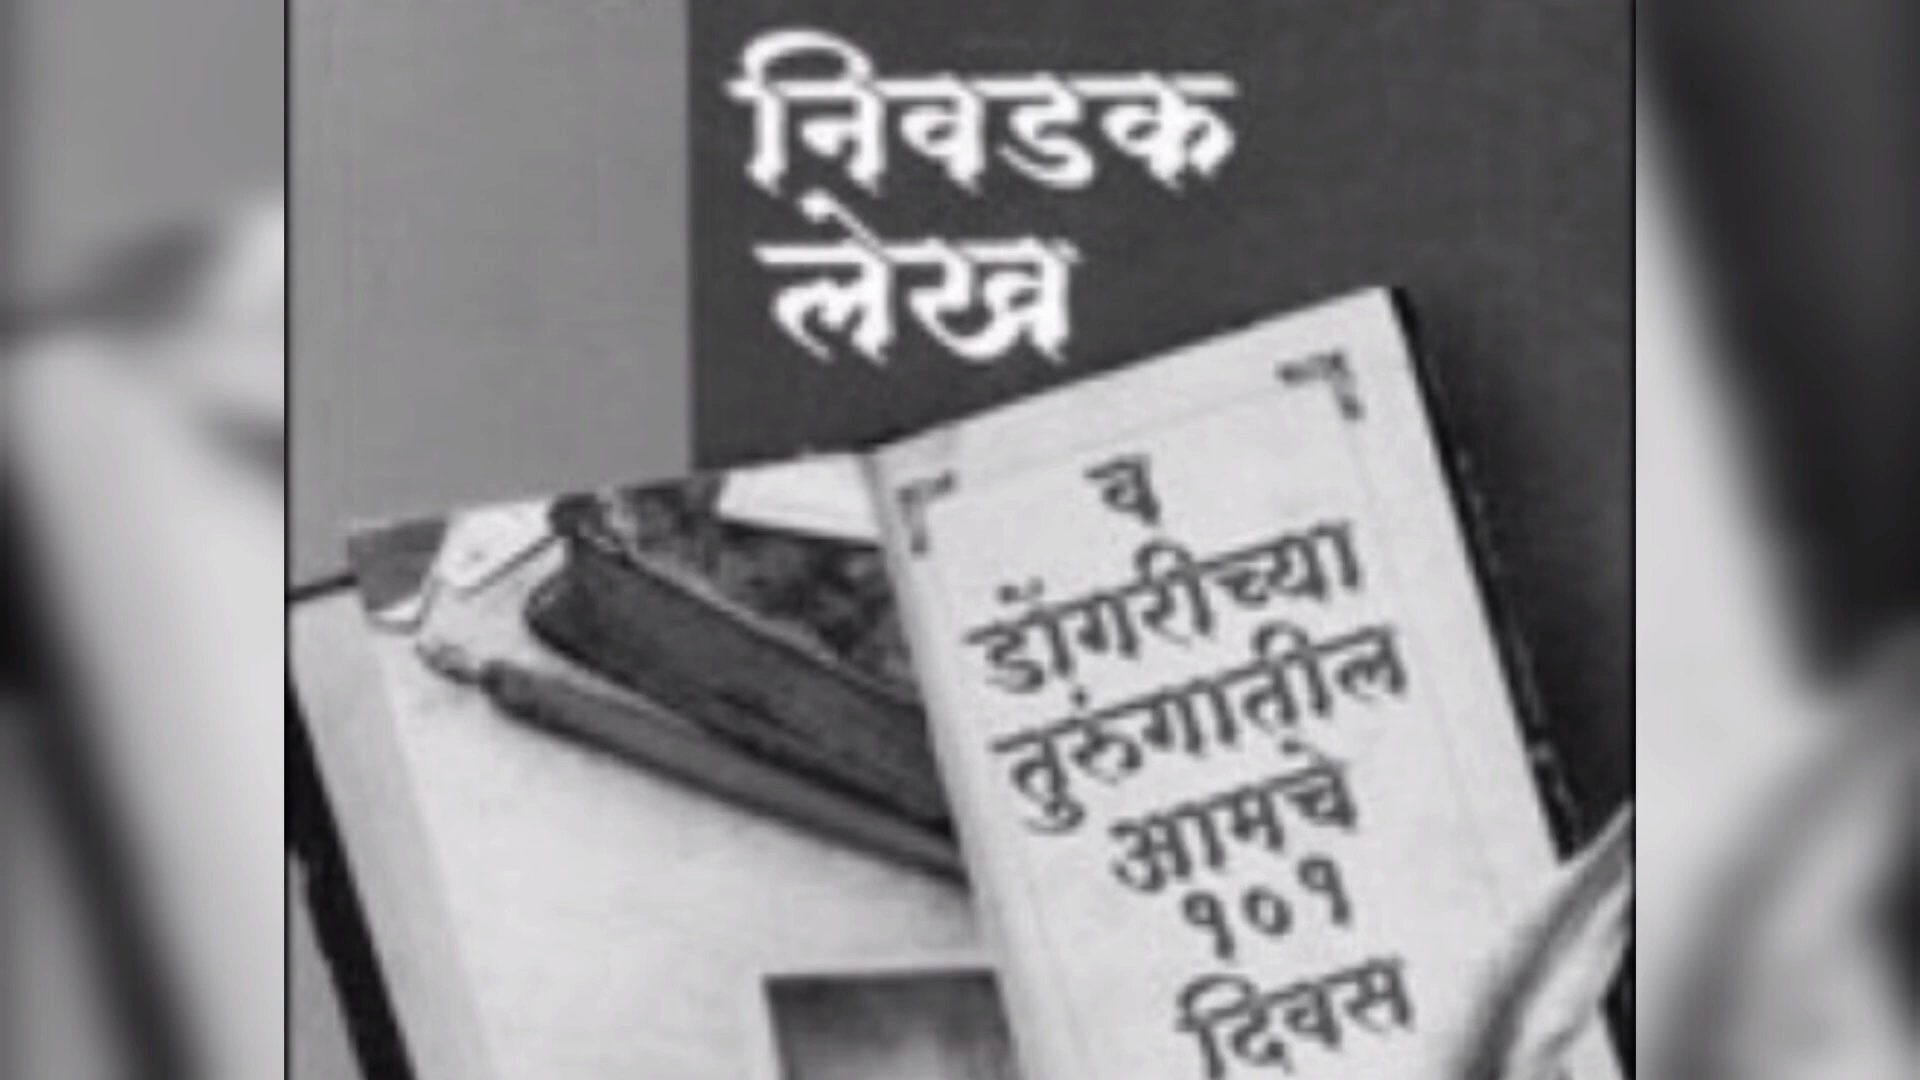 निवडक
लेख
व
डोंगरीच्या
तुरुंगातील
आमचे
१०१
दिवस